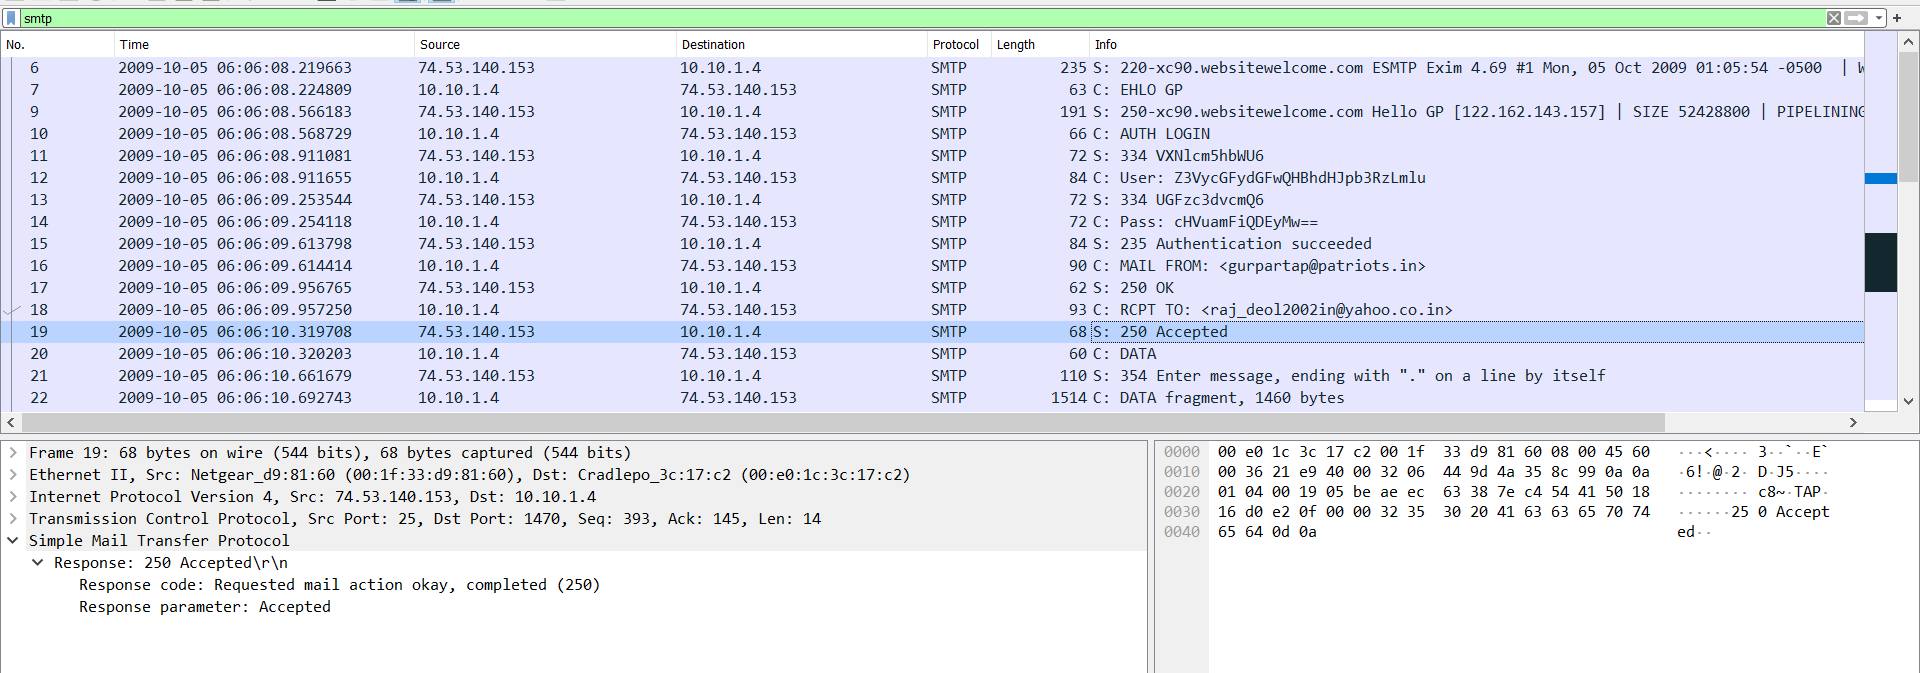 smtp
No. Time Source Destination Protocol Length Info
6 2009-10-05 06:06:08.219663 74.53.140.153 10.10.1.4 SMTP 235 S: 220-xc90.websitewelcome.com ESMTP Exim 4.69 #1 Mon, 05 Oct 2009 01:05:54 -0500 |
7 2009-10-05 06:06:08.224809 10.10.1.4 74.53.140.153 SMTP 63 C: EHLO GP
9 2009-10-05 06:06:08.566183 74.53.140.153 10.10.1.4 SMTP 191 S: 250-xc90.websitewelcome.com Hello GP [122.162.143.157] | SIZE 52428800 | PIPELINING
10 2009-10-05 06:06:08.568729 10.10.1.4 74.53.140.153 SMTP 66 C: AUTH LOGIN
11 2009-10-05 06:06:08.911081 74.53.140.153 10.10.1.4 SMTP 72 S: 334 VXNlcm5hbWU6
12 2009-10-05 06:06:08.911655 10.10.1.4 74.53.140.153 SMTP 84 C: User: Z3VycGFydGFwQHBhdHJpb3RzLmlu
13 2009-10-05 06:06:09.253544 74.53.140.153 10.10.1.4 SMTP 72 S: 334 UGFzc3dvcmQ6
14 2009-10-05 06:06:09.254118 10.10.1.4 74.53.140.153 SMTP 72 C: Pass: cHVuamFiQDEyMw==
15 2009-10-05 06:06:09.613798 74.53.140.153 10.10.1.4 SMTP 84 S: 235 Authentication succeeded
16 2009-10-05 06:06:09.614414 10.10.1.4 74.53.140.153 SMTP 90 C: MAIL FROM: <gurpartap@patriots.in>
17 2009-10-05 06:06:09.956765 74.53.140.153 10.10.1.4 SMTP 62 S: 250 OK
18 2009-10-05 06:06:09.957250 10.10.1.4 74.53.140.153 SMTP 93 C: RCPT TO: <raj_deol2002in@yahoo.co.in>
19 2009-10-05 06:06:10.319708 74.53.140.153 10.10.1.4 SMTP 68 S: 250 Accepted
20 2009-10-05 06:06:10.320203 10.10.1.4 74.53.140.153 SMTP 60 C: DATA
21 2009-10-05 06:06:10.661679 74.53.140.153 10.10.1.4 SMTP 110 S: 354 Enter message, ending with "." on a line by itself
22 2009-10-05 06:06:10.692743 10.10.1.4 74.53.140.153 SMTP 1514 C: DATA fragment, 1460 bytes
Frame 19: 68 bytes on wire (544 bits), 68 bytes captured (544 bits)
Ethernet II, Src: Netgear_d9:81:60 (00:1f:33:d9:81:60), Dst: Cradlepo_3c:17:c2 (00:e0:1c:3c:17:c2)
Internet Protocol Version 4, Src: 74.53.140.153, Dst: 10.10.1.4
Transmission Control Protocol, Src Port: 25, Dst Port: 1470, Seq: 393, Ack: 145, Len: 14
Simple Mail Transfer Protocol
Response: 250 Accepted\r\n
Response code: Requested mail action okay, completed (250)
Response parameter: Accepted
0000 00 e0 1c 3c 17 c2 00 1f 33 d9 81 60 08 00 45 60 ···<···· 3··`··E`
0010 00 36 21 e9 40 00 32 06 44 9d 4a 35 8c 99 0a 0a ·6!·@·2· D·J5····
0020 01 04 00 19 05 be ae ec 63 38 7e c4 54 41 50 18 ········ c8~·TAP·
0030 16 d0 e2 0f 00 00 32 35 30 20 41 63 63 65 70 74 ······25 0 Accept
0040 65 64 0d 0a ed··